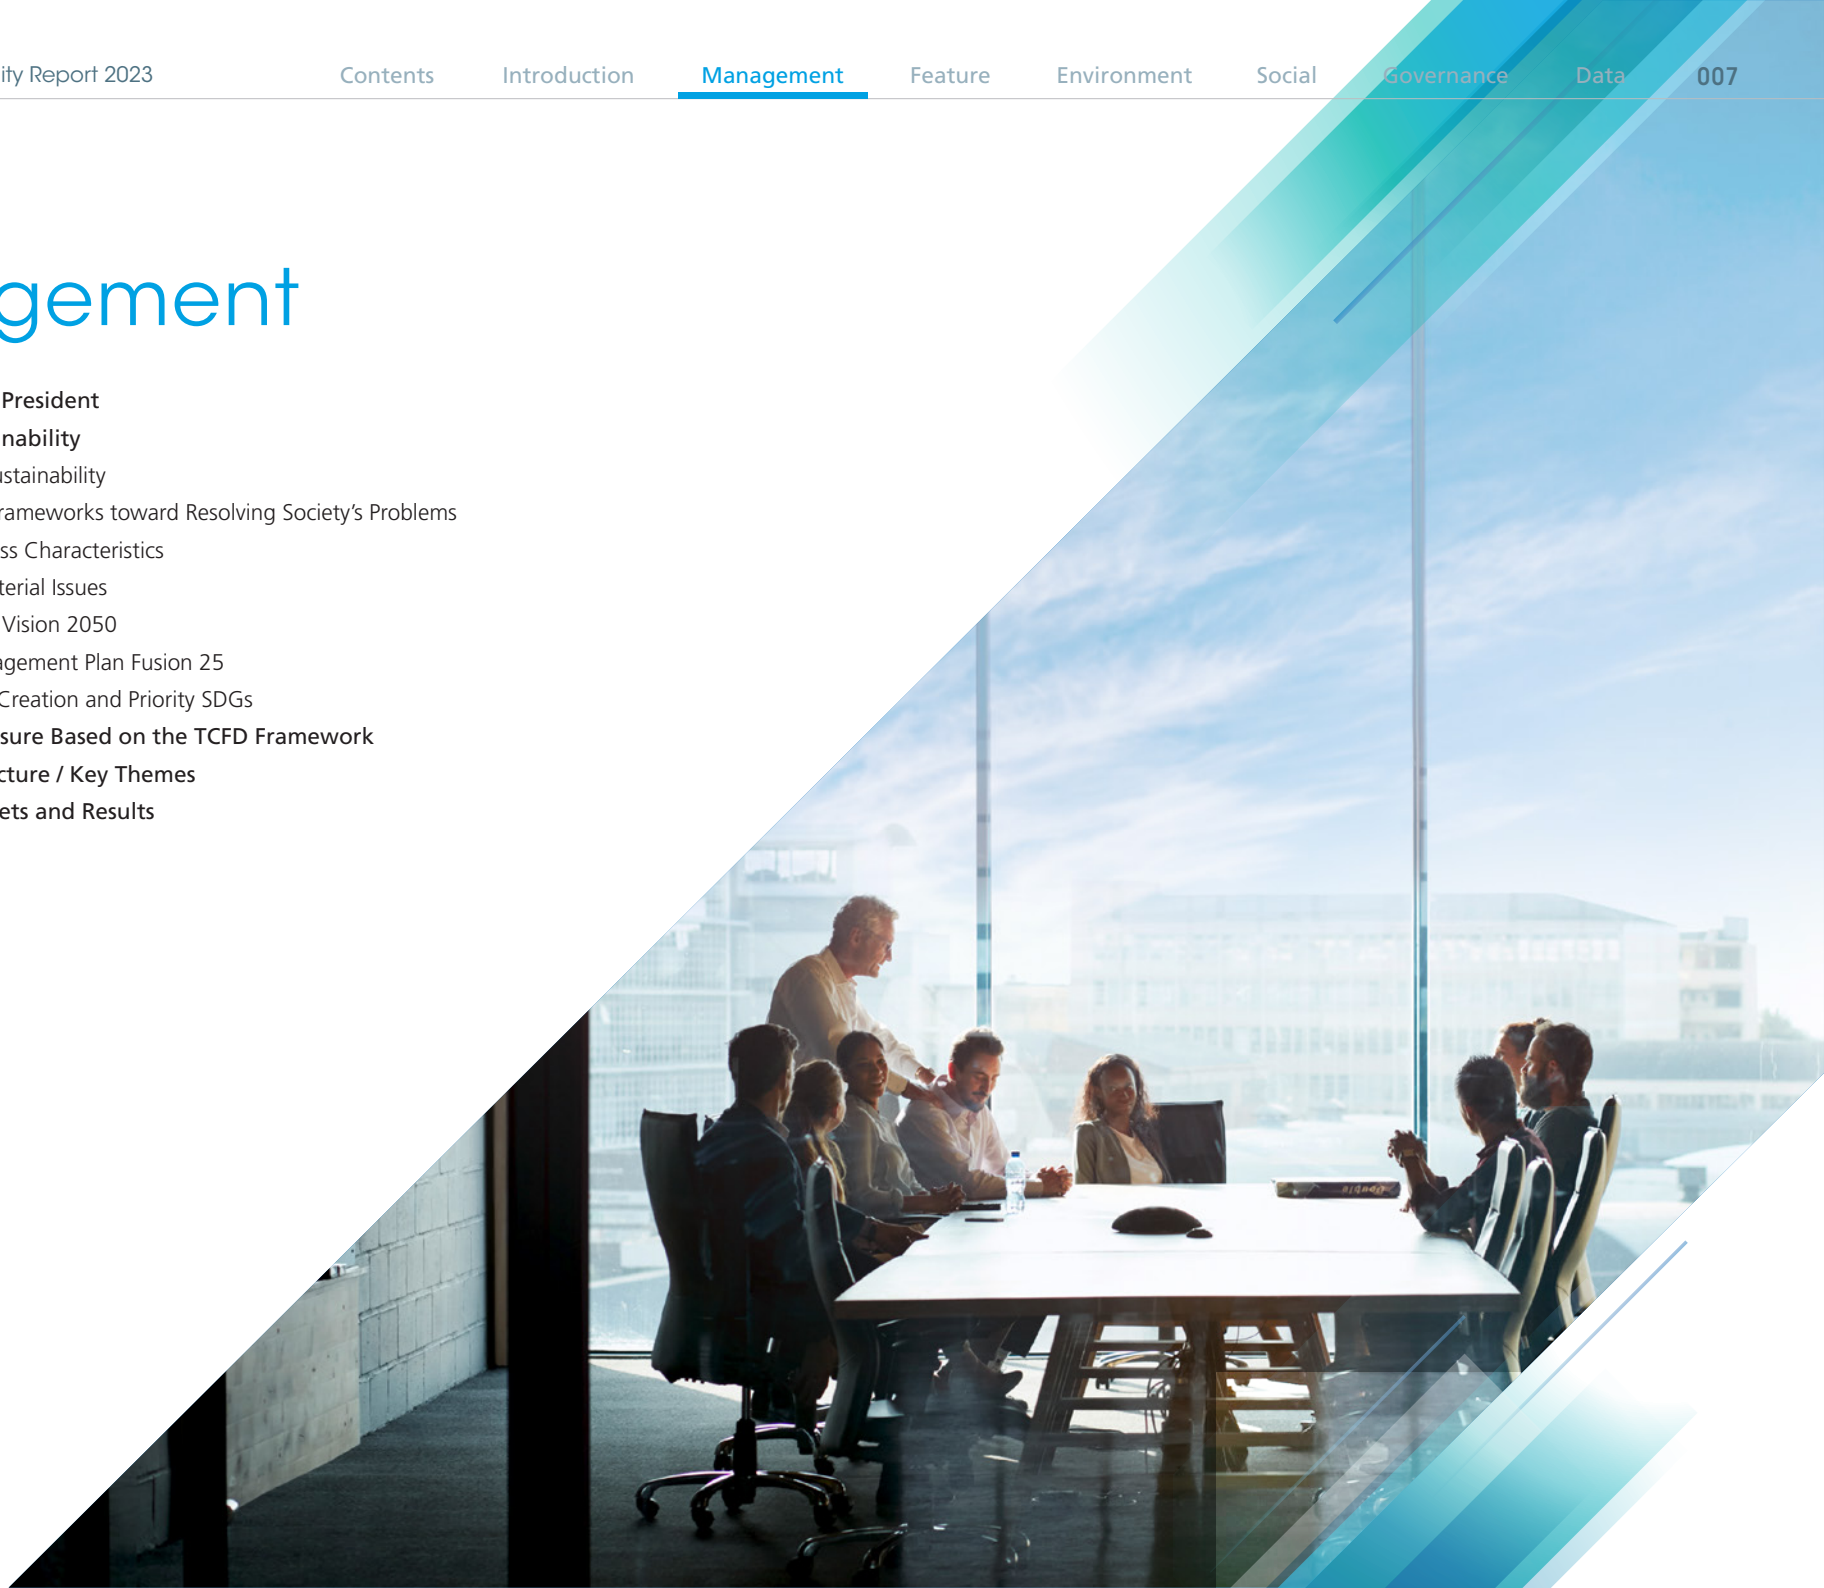 ity Report 2023
Contents Introduction Management Feature Environment Social Governance Data 007
gement
President
nability
ustainability
rameworks toward Resolving Society's Problems
ss Characteristics
terial Issues
Vision 2050
agement Plan Fusion 25
Creation and Priority SDGs
sure Based on the TCFD Framework
cture / Key Themes
ets and Results